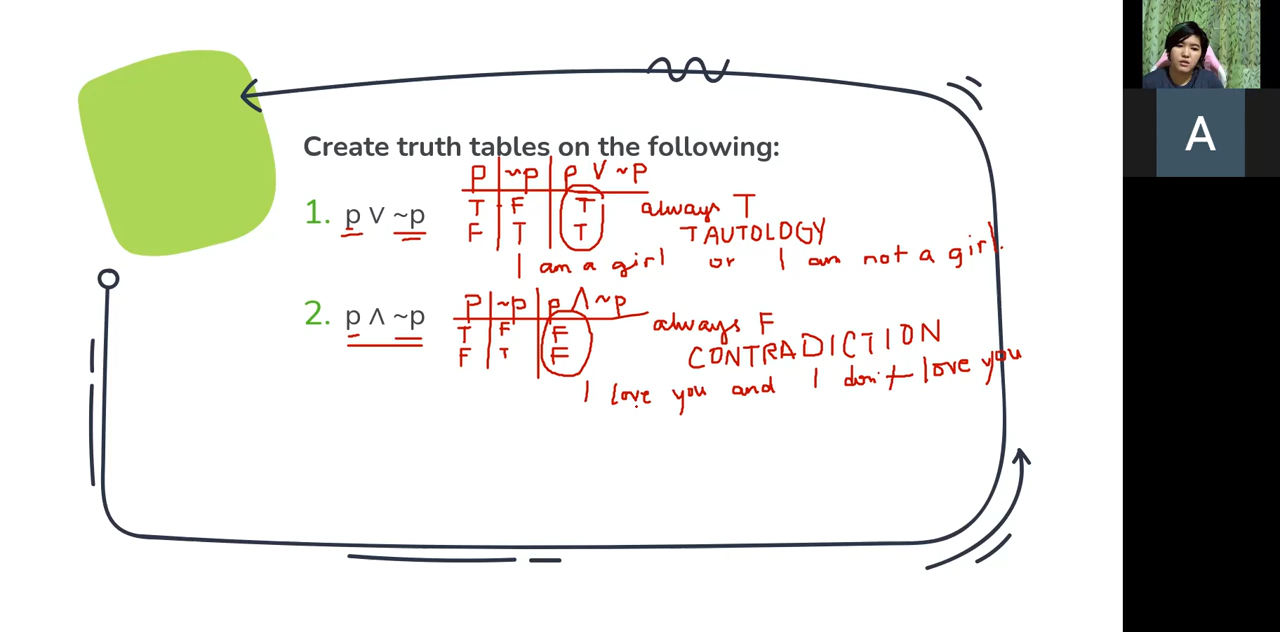 Create truth tables on the following:
p ~p p V ~p
1. p ∨ ~p T F T always T
F T T TAUTOLOGY
I am a girl or I am not a girl.
2. p ∧ ~p P ~p p Λ ~p
T F F always F
F T F CONTRADICTION
I love you and I don't love you
A